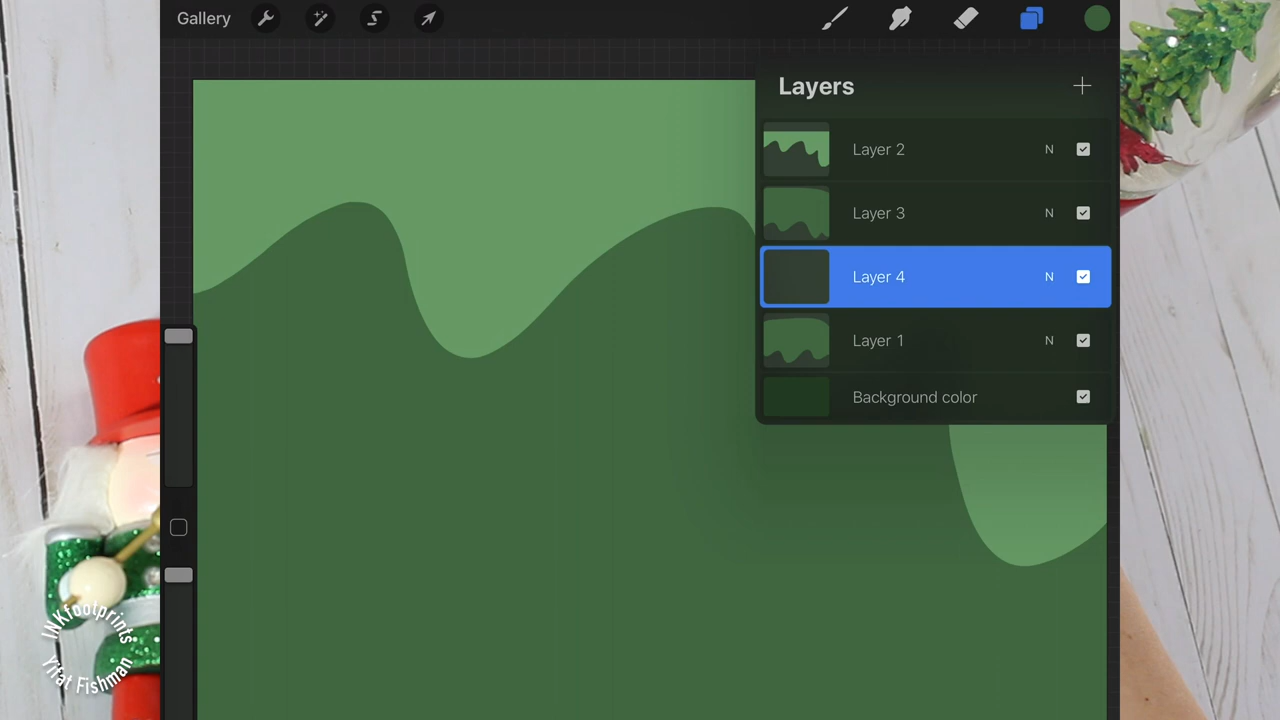 Gallery
Layers
Layer 2 N
Layer 3 N
Layer 4 N
Layer 1 N
Background color
INKfootprints
Yifat Fishman